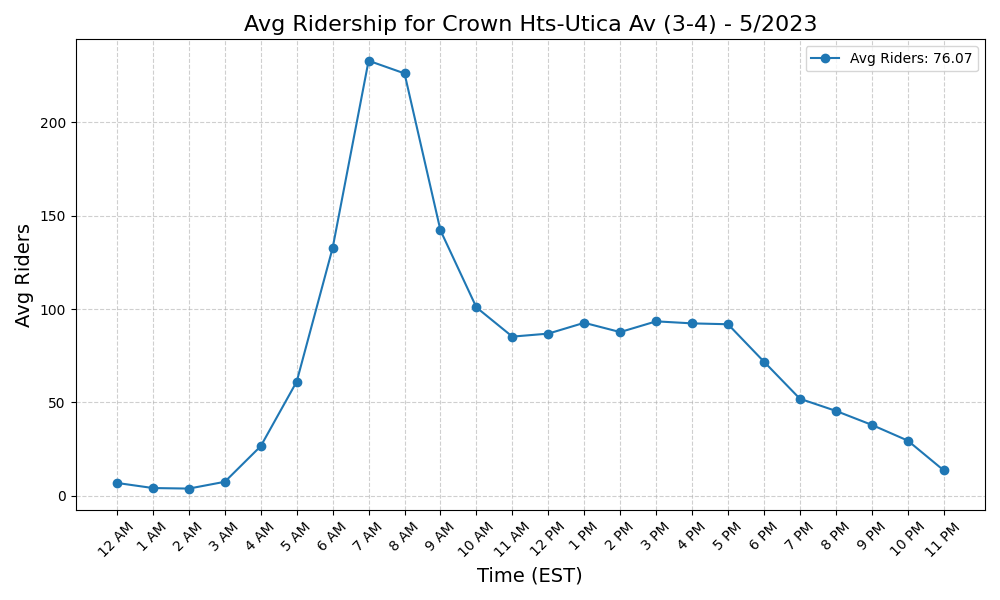 Avg Ridership for Crown Hts-Utica Av (3-4) - 5/2023
Avg Riders: 76.07
Avg Riders
200
150
100
50
0
12 AM
1 AM
2 AM
3 AM
4 AM
5 AM
6 AM
7 AM
8 AM
9 AM
10 AM
11 AM
12 PM
1 PM
2 PM
3 PM
4 PM
5 PM
6 PM
7 PM
8 PM
9 PM
10 PM
11 PM
Time (EST)